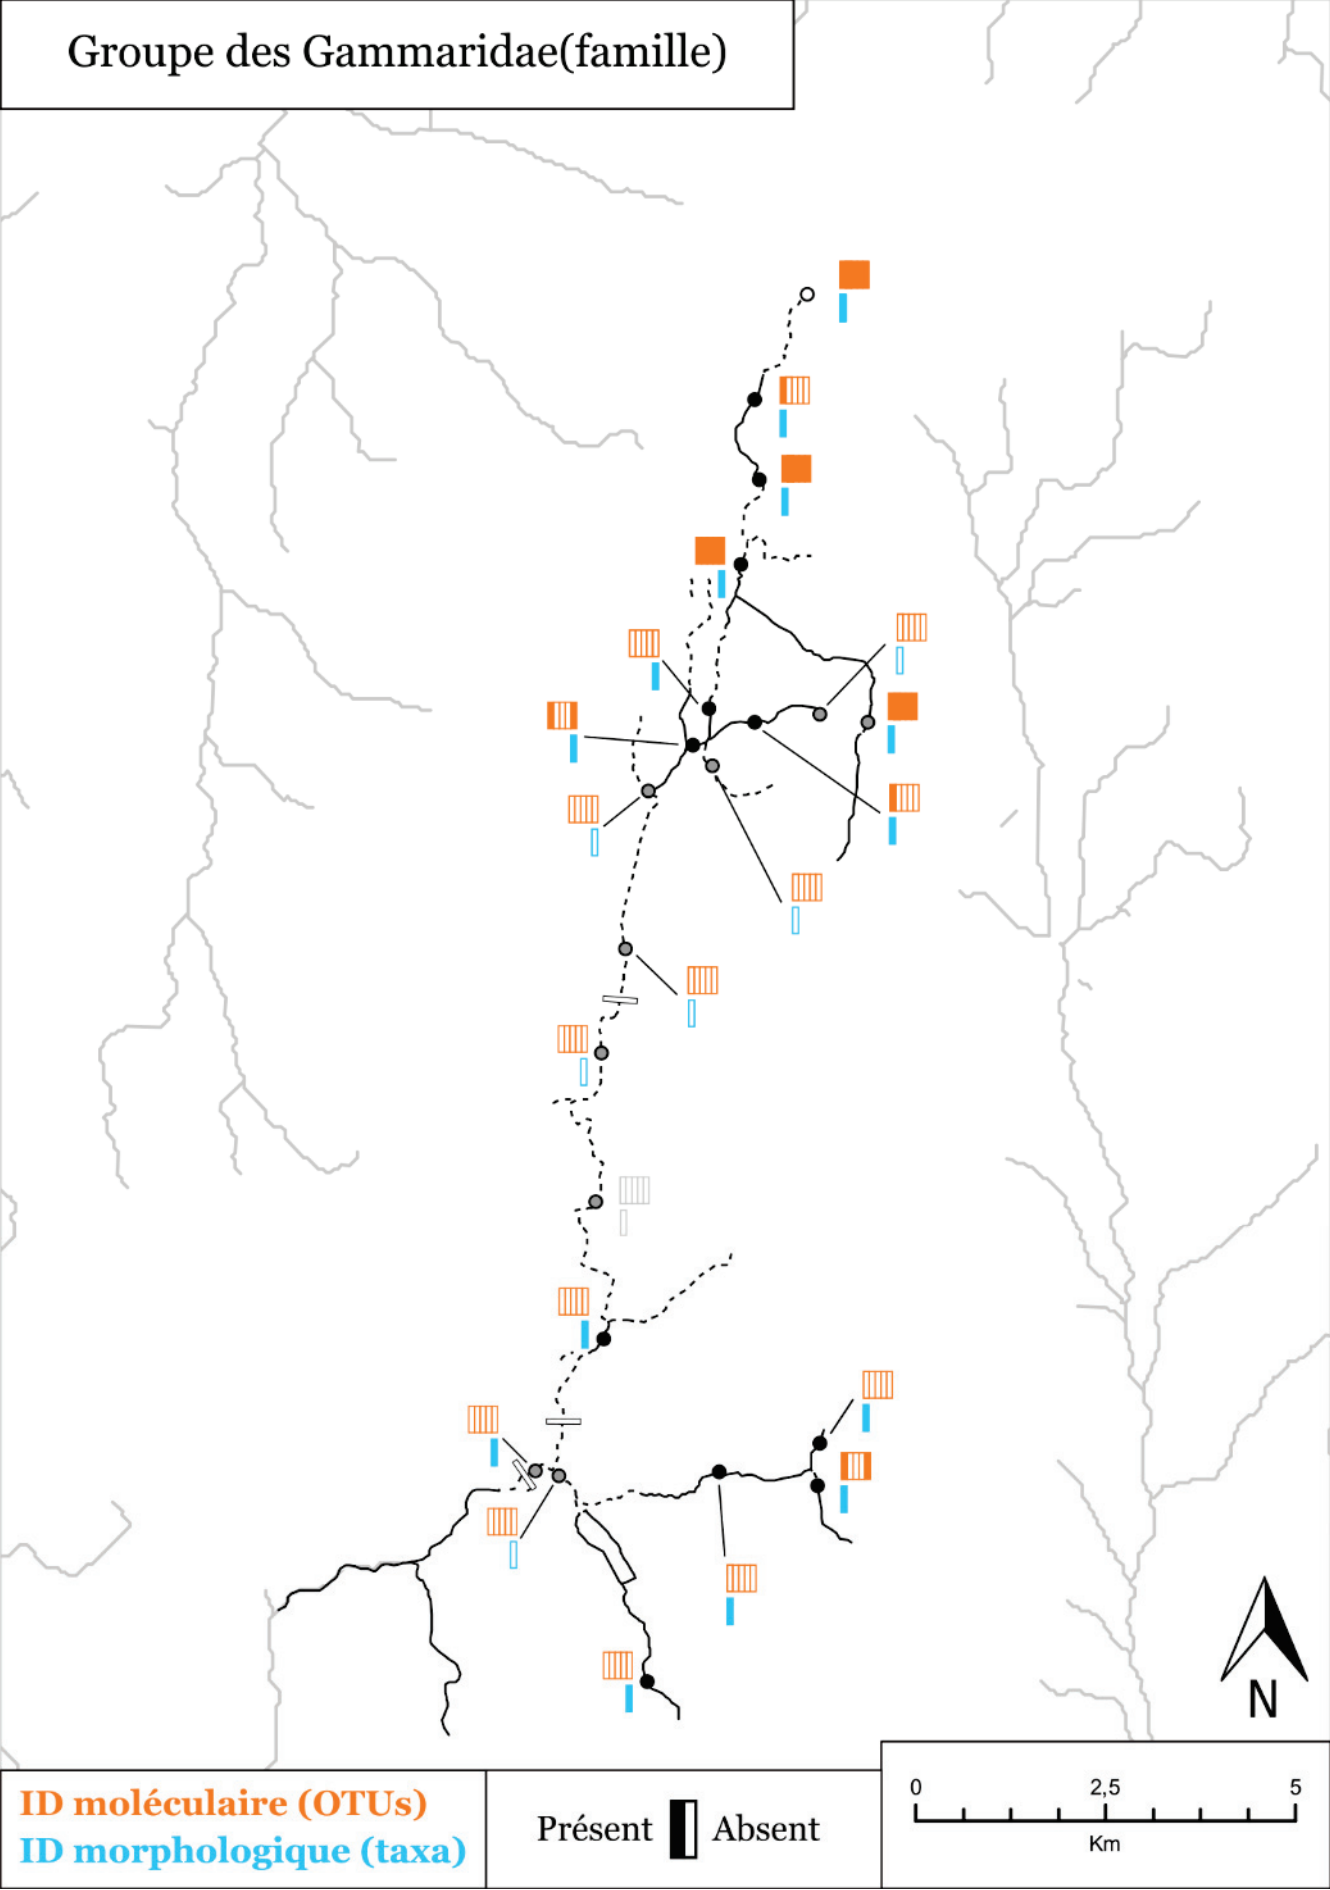 Groupe des Gammaridae(famille)
N
ID moléculaire (OTUs)
ID morphologique (taxa)
Présent Absent
0 2,5 5
Km